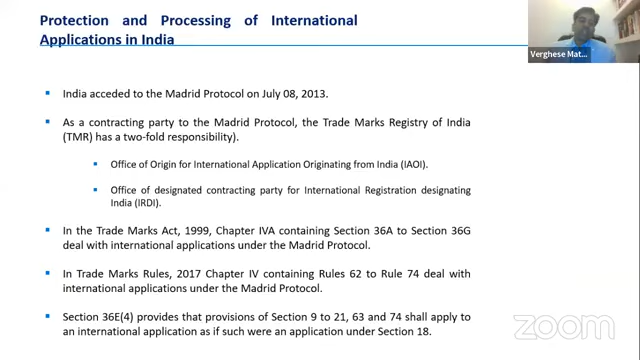 Protection and Processing of International
Applications in India
Verghese Mat...
India acceded to the Madrid Protocol on July 08, 2013.
As a contracting party to the Madrid Protocol, the Trade Marks Registry of India
(TMR) has a two-fold responsibility).
Office of Origin for International Application Originating from India (IAOI).
Office of designated contracting party for International Registration designating
India (IRDI).
In the Trade Marks Act, 1999, Chapter IVA containing Section 36A to Section 36G
deal with international applications under the Madrid Protocol.
In Trade Marks Rules, 2017 Chapter IV containing Rules 62 to Rule 74 deal with
international applications under the Madrid Protocol.
Section 36E(4) provides that provisions of Section 9 to 21, 63 and 74 shall apply to
an international application as if such were an application under Section 18.
zoom